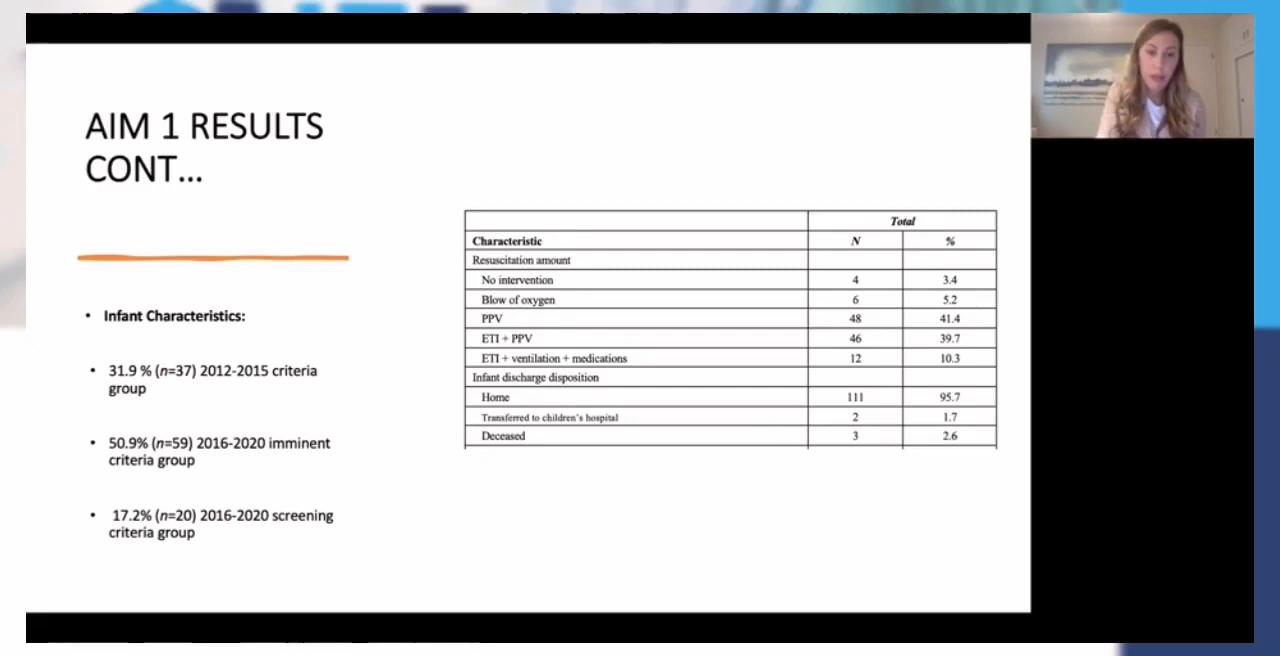 AIM 1 RESULTS
CONT...
• Infant Characteristics:
• 31.9 % (n=37) 2012-2015 criteria
group
• 50.9% (n=59) 2016-2020 imminent
criteria group
• 17.2% (n=20) 2016-2020 screening
criteria group
Total
Characteristic N %
Resuscitation amount
No intervention 4 3.4
Blow of oxygen 6 5.2
PPV 48 41.4
ETI + PPV 46 39.7
ETI + ventilation + medications 12 10.3
Infant discharge disposition
Home 111 95.7
Transferred to children's hospital 2 1.7
Deceased 3 2.6